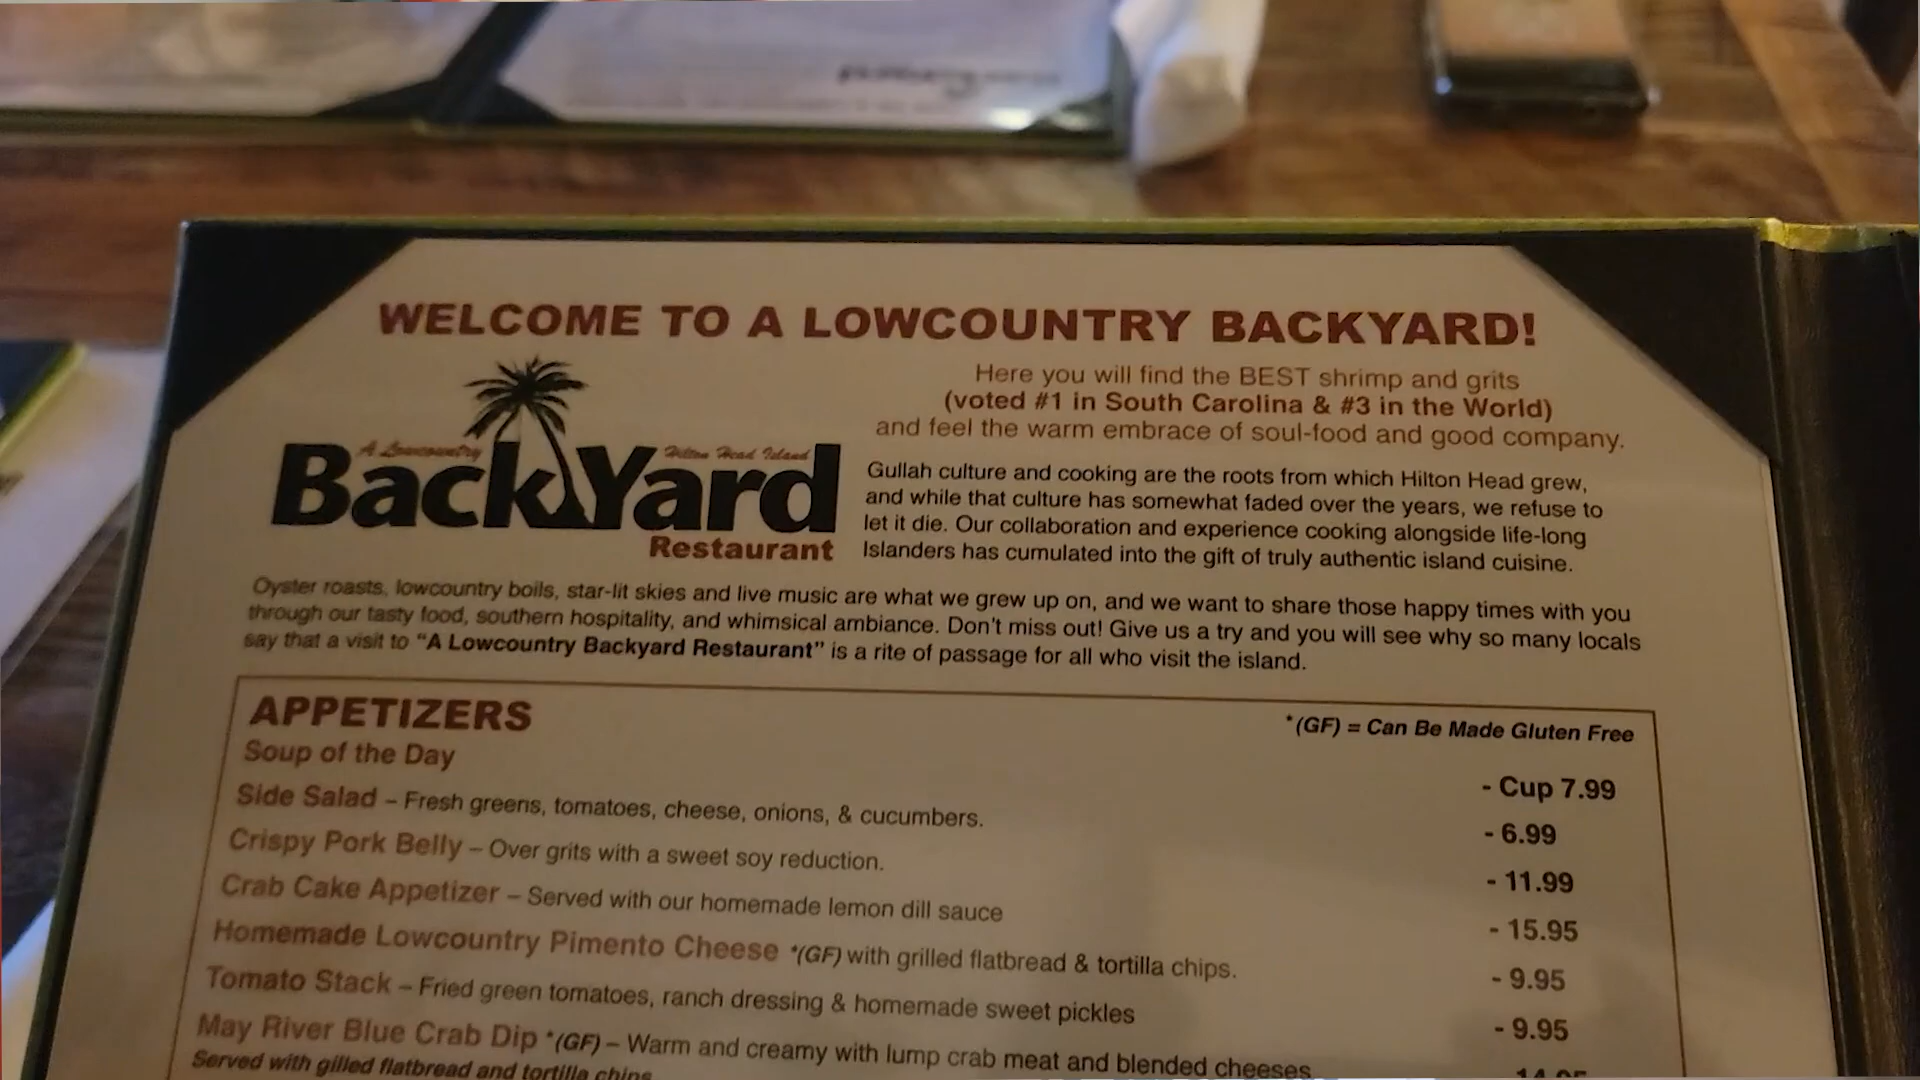 WELCOME TO A LOWCOUNTRY BACKYARD!
A Lowcountry
Hilton Head Island
BackYard
Restaurant
Here you will find the BEST shrimp and grits
(voted #1 in South Carolina & #3 in the World)
and feel the warm embrace of soul-food and good company.
Gullah culture and cooking are the roots from which Hilton Head grew,
and while that culture has somewhat faded over the years, we refuse to
let it die. Our collaboration and experience cooking alongside life-long
Islanders has cumulated into the gift of truly authentic island cuisine.
Oyster roasts, lowcountry boils, star-lit skies and live music are what we grew up on, and we want to share those happy times with you
through our tasty food, southern hospitality, and whimsical ambiance. Don't miss out! Give us a try and you will see why so many locals
say that a visit to "A Lowcountry Backyard Restaurant" is a rite of passage for all who visit the island.
APPETIZERS
*(GF) = Can Be Made Gluten Free
Soup of the Day - Cup 7.99
Side Salad – Fresh greens, tomatoes, cheese, onions, & cucumbers. - 6.99
Crispy Pork Belly – Over grits with a sweet soy reduction. - 11.99
Crab Cake Appetizer – Served with our homemade lemon dill sauce - 15.95
Homemade Lowcountry Pimento Cheese *(GF) with grilled flatbread & tortilla chips. - 9.95
Tomato Stack – Fried green tomatoes, ranch dressing & homemade sweet pickles - 9.95
May River Blue Crab Dip *(GF) – Warm and creamy with lump crab meat and blended cheeses
Served with gilled flatbread and tortilla chips